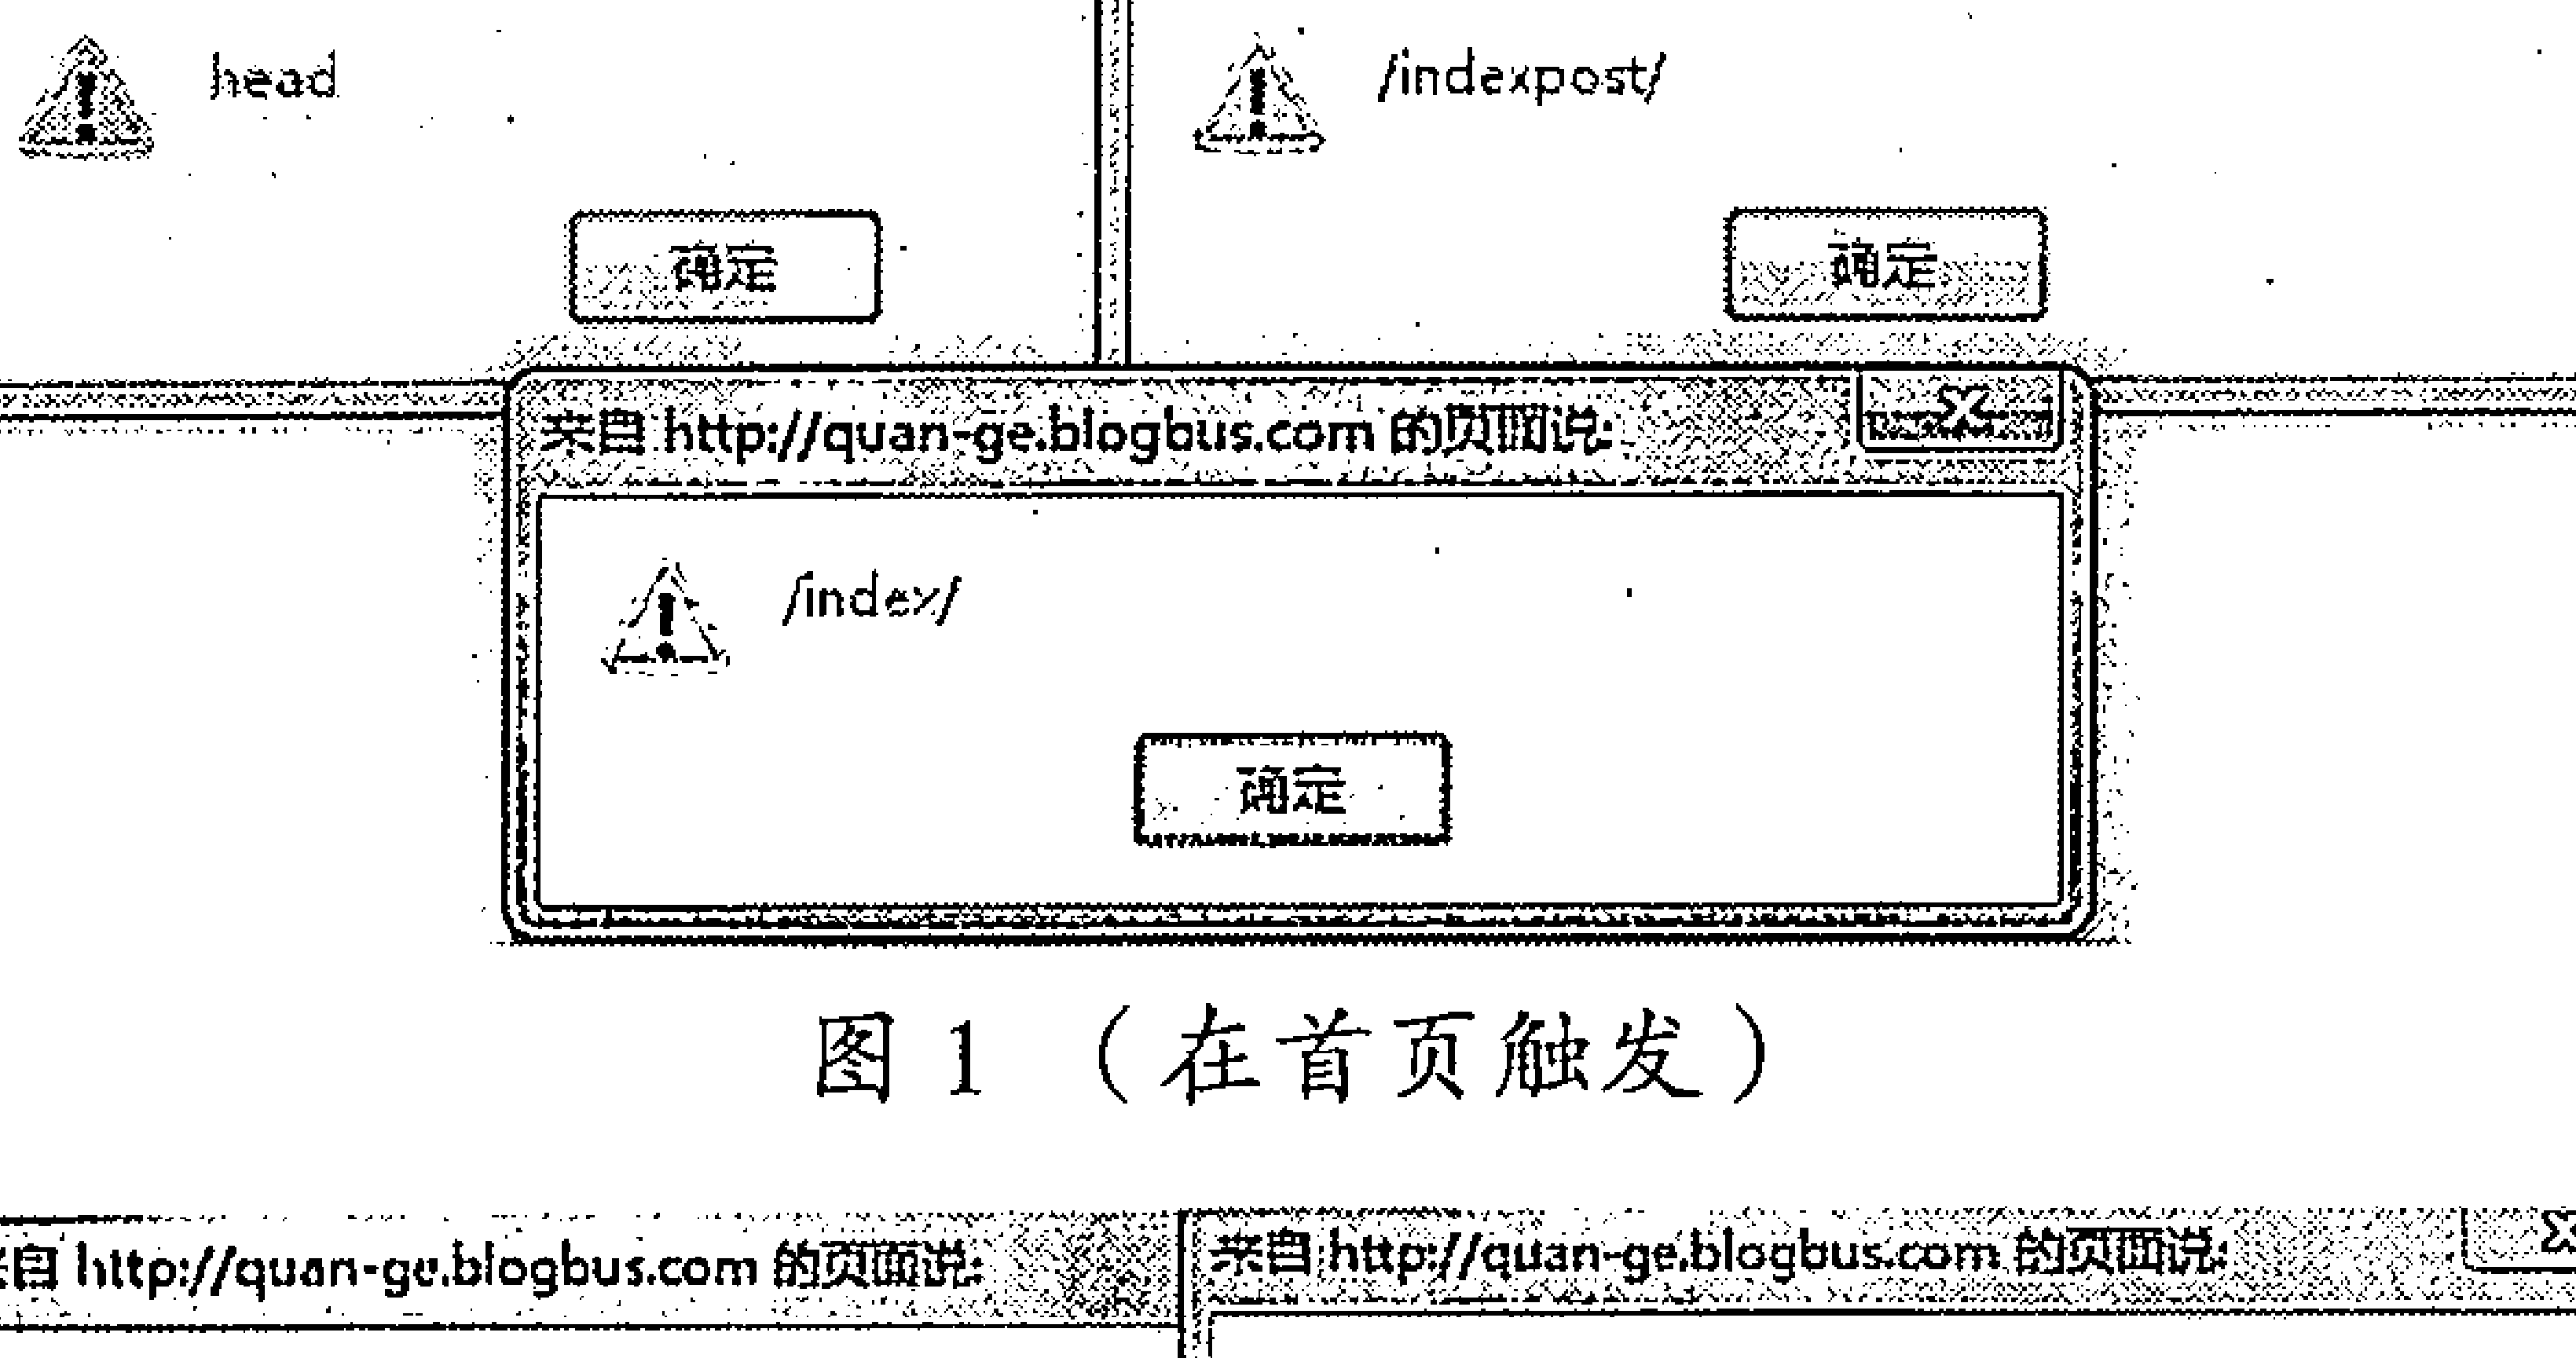 head
/indexpost/
确定
确定
来自 http://quan-ge.blogbus.com 的页面说:
/index/
确定
图 1 （在首页触发）
来自 http://quan-ge.blogbus.com 的页面说:
来自 http://quan-ge.blogbus.com 的页面说: